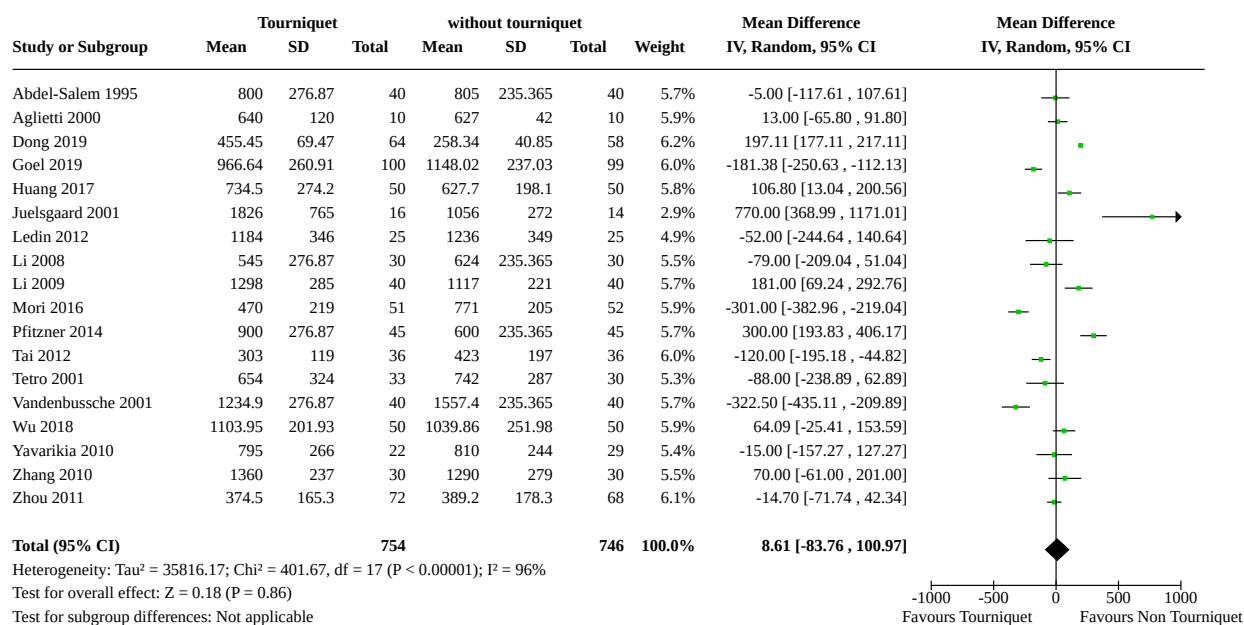 Tourniquet without tourniquet Mean Difference Mean Difference
Study or Subgroup Mean SD Total Mean SD Total Weight IV, Random, 95% CI IV, Random, 95% CI
Abdel-Salem 1995 800 276.87 40 805 235.365 40 5.7% -5.00 [-117.61 , 107.61]
Aglietti 2000 640 120 10 627 42 10 5.9% 13.00 [-65.80 , 91.80]
Dong 2019 455.45 69.47 64 258.34 40.85 58 6.2% 197.11 [177.11 , 217.11]
Goel 2019 966.64 260.91 100 1148.02 237.03 99 6.0% -181.38 [-250.63 , -112.13]
Huang 2017 734.5 274.2 50 627.7 198.1 50 5.8% 106.80 [13.04 , 200.56]
Juelsgaard 2001 1826 765 16 1056 272 14 2.9% 770.00 [368.99 , 1171.01]
Ledin 2012 1184 346 25 1236 349 25 4.9% -52.00 [-244.64 , 140.64]
Li 2008 545 276.87 30 624 235.365 30 5.5% -79.00 [-209.04 , 51.04]
Li 2009 1298 285 40 1117 221 40 5.7% 181.00 [69.24 , 292.76]
Mori 2016 470 219 51 771 205 52 5.9% -301.00 [-382.96 , -219.04]
Pfitzner 2014 900 276.87 45 600 235.365 45 5.7% 300.00 [193.83 , 406.17]
Tai 2012 303 119 36 423 197 36 6.0% -120.00 [-195.18 , -44.82]
Tetro 2001 654 324 33 742 287 30 5.3% -88.00 [-238.89 , 62.89]
Vandenbussche 2001 1234.9 276.87 40 1557.4 235.365 40 5.7% -322.50 [-435.11 , -209.89]
Wu 2018 1103.95 201.93 50 1039.86 251.98 50 5.9% 64.09 [-25.41 , 153.59]
Yavarikia 2010 795 266 22 810 244 29 5.4% -15.00 [-157.27 , 127.27]
Zhang 2010 1360 237 30 1290 279 30 5.5% 70.00 [-61.00 , 201.00]
Zhou 2011 374.5 165.3 72 389.2 178.3 68 6.1% -14.70 [-71.74 , 42.34]
Total (95% CI) 754 746 100.0% 8.61 [-83.76 , 100.97]
Heterogeneity: Tau² = 35816.17; Chi² = 401.67, df = 17 (P < 0.00001); I² = 96%
Test for overall effect: Z = 0.18 (P = 0.86)
Test for subgroup differences: Not applicable
-1000 -500 0 500 1000
Favours Tourniquet Favours Non Tourniquet